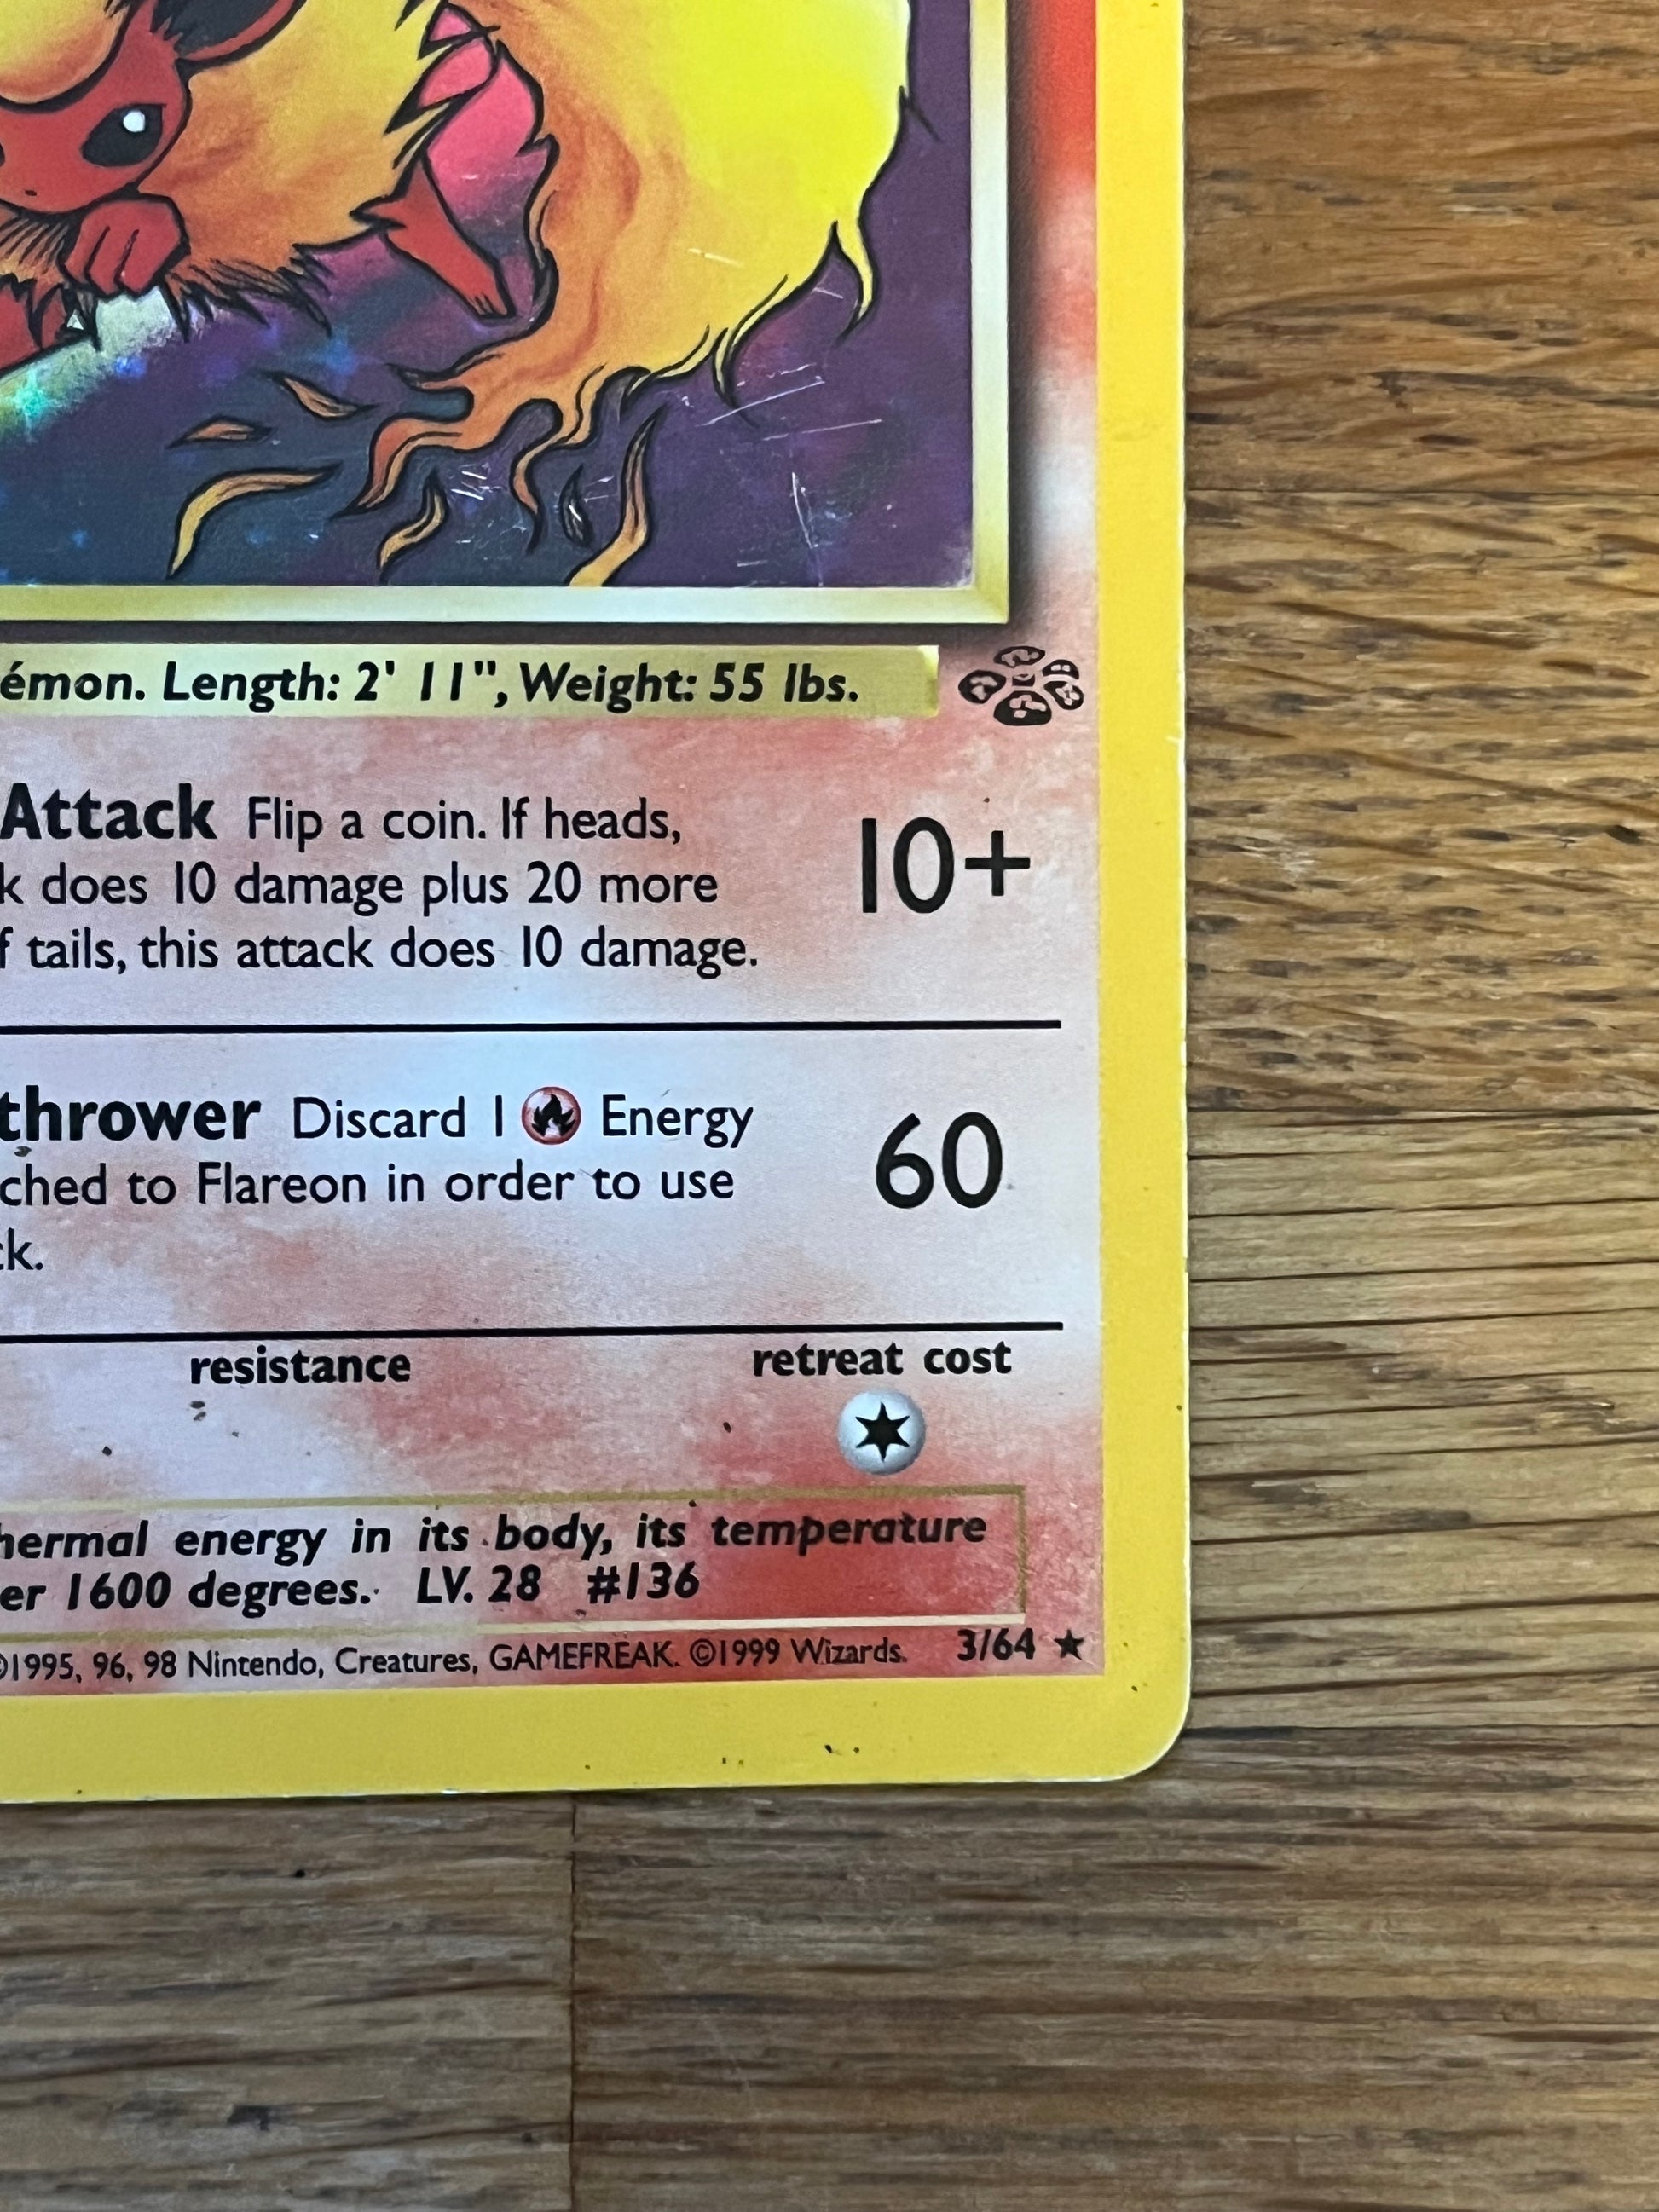 émon. Length: 2' 11", Weight: 55 lbs.
Attack Flip a coin. If heads,
k does 10 damage plus 20 more
f tails, this attack does 10 damage.
10+
thrower Discard 1 Energy
ched to Flareon in order to use
ck.
60
resistance retreat cost
hermal energy in its body, its temperature
er 1600 degrees. LV. 28 #136
©1995, 96, 98 Nintendo, Creatures, GAMEFREAK. ©1999 Wizards. 3/64 ★